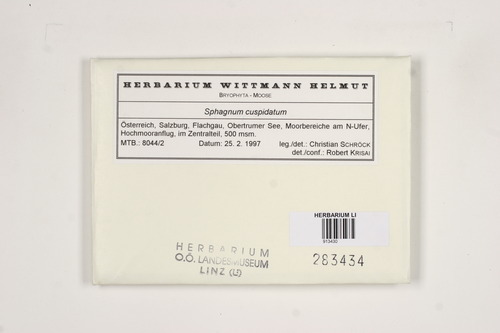 HERBARIUM WITTMANN HELMUT
BRYOPHYTA - MOOSE
Sphagnum cuspidatum
Österreich, Salzburg, Flachgau, Obertrumer See, Moorbereiche am N-Ufer,
Hochmooranflug, im Zentralteil, 500 msm.
MTB.: 8044/2 Datum: 25. 2. 1997 leg./det.: Christian SCHRÖCK
det./conf.: Robert KRISAI
HERBARIUM LI
913430
HERBARIUM
O.Ö. LANDESMUSEUM
LINZ (LI)
283434